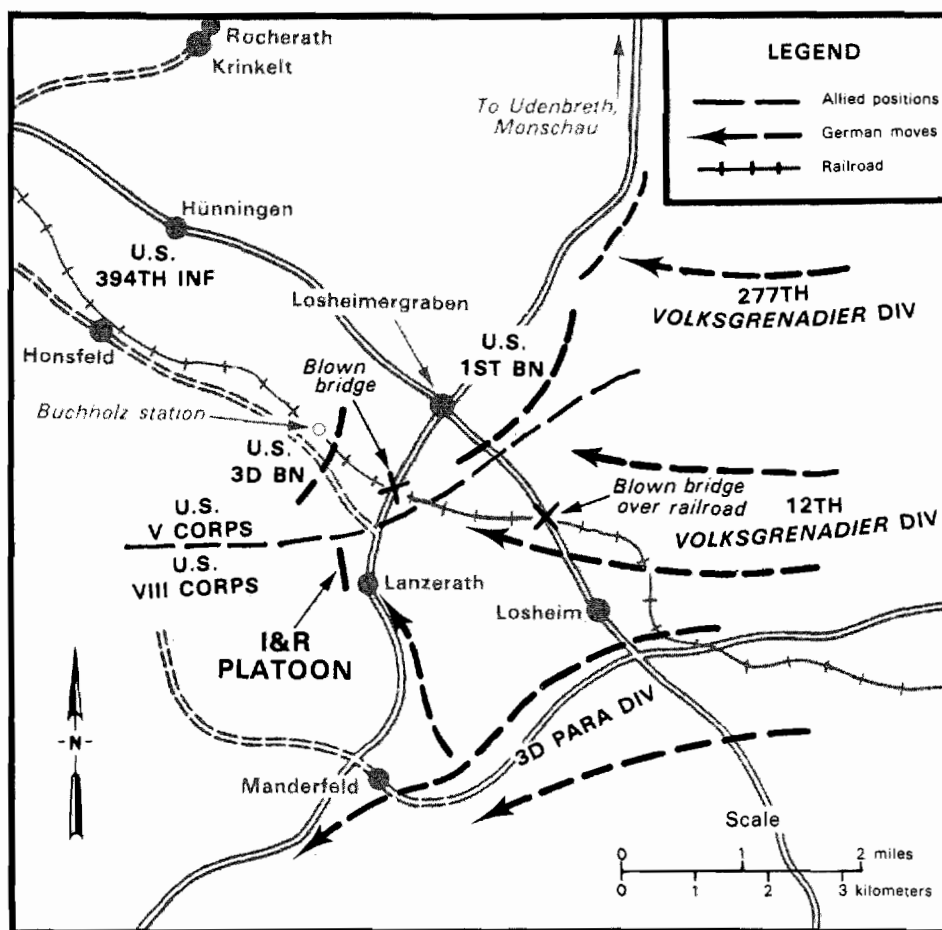 Rocherath
Krinkelt
To Udenbreth,
Monschau
LEGEND
Allied positions
German moves
Railroad
Hünningen
U.S.
394TH INF
Losheimergraben
277TH
VOLKSGRENADIER DIV
Honsfeld
Blown
bridge
U.S.
1ST BN
Buchholz station
U.S.
3D BN
Blown bridge
over railroad
12TH
VOLKSGRENADIER DIV
U.S.
V CORPS
U.S.
VIII CORPS
Lanzerath
Losheim
I&R
PLATOON
3D PARA DIV
N
Manderfeld
Scale
0 1 2 miles
0 1 2 3 kilometers